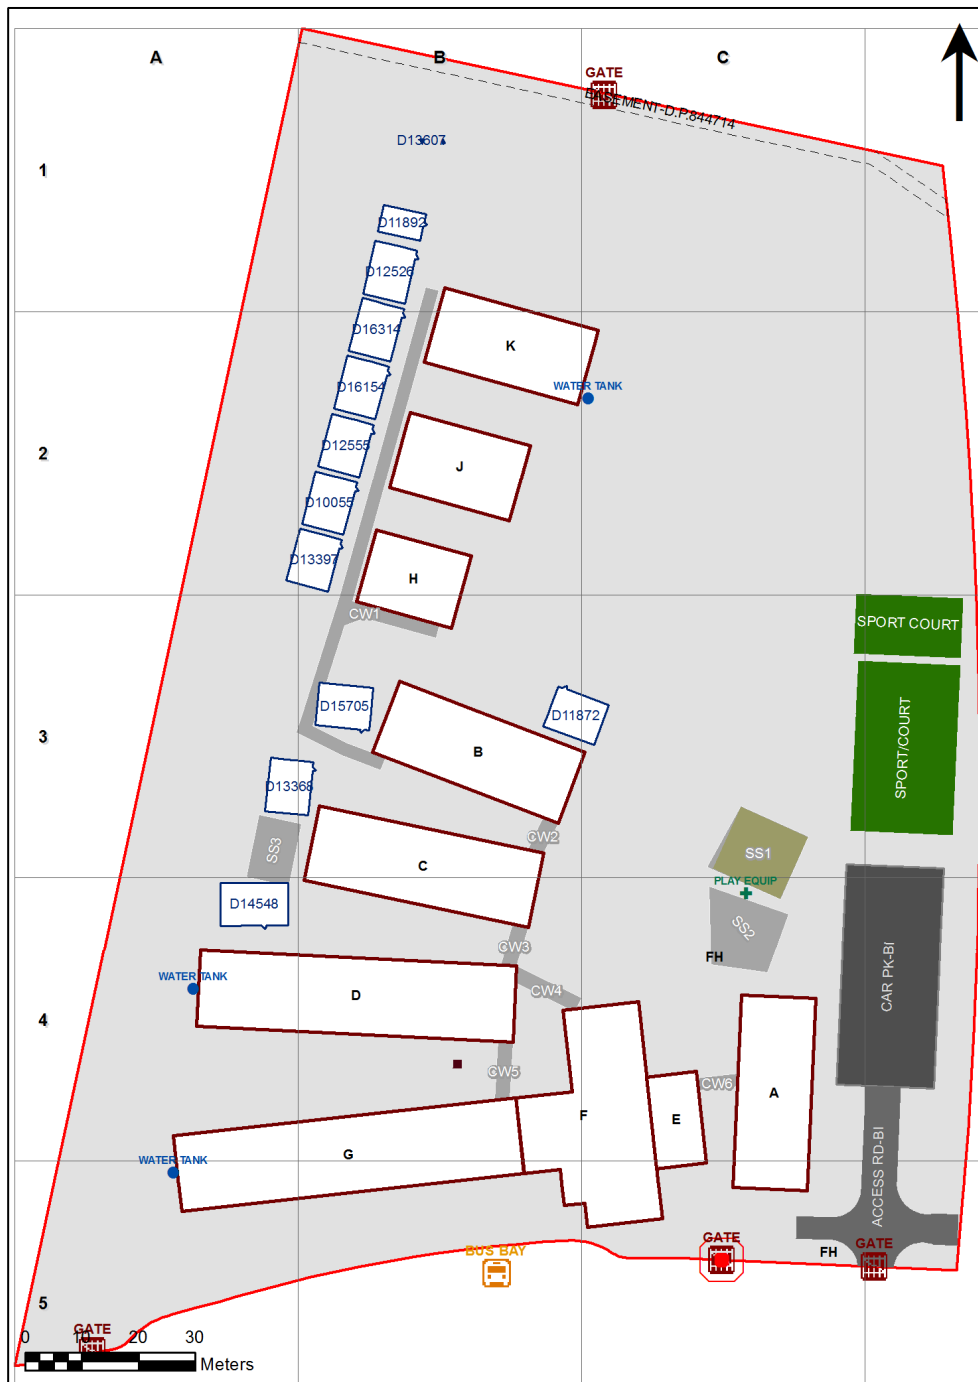 A
B
C
GATE
EASEMENT-D.P.844714
D13607
1
D11892
D12526
D16314
K
D16154
WATER TANK
D12555
2
J
D10055
D13397
H
CW1
SPORT COURT
D15705
D11872
3
B
SPORT/COURT
D13368
CW2
SS3
C
SS1
PLAY EQUIP
D14548
SS2
CW3
FH
WATER TANK
CAR PK-BI
D
CW4
4
CW5
CW6
A
F
E
G
WATER TANK
ACCESS RD-BI
GATE
BUS BAY
FH
GATE
5
GATE
0 10 20 30
Meters